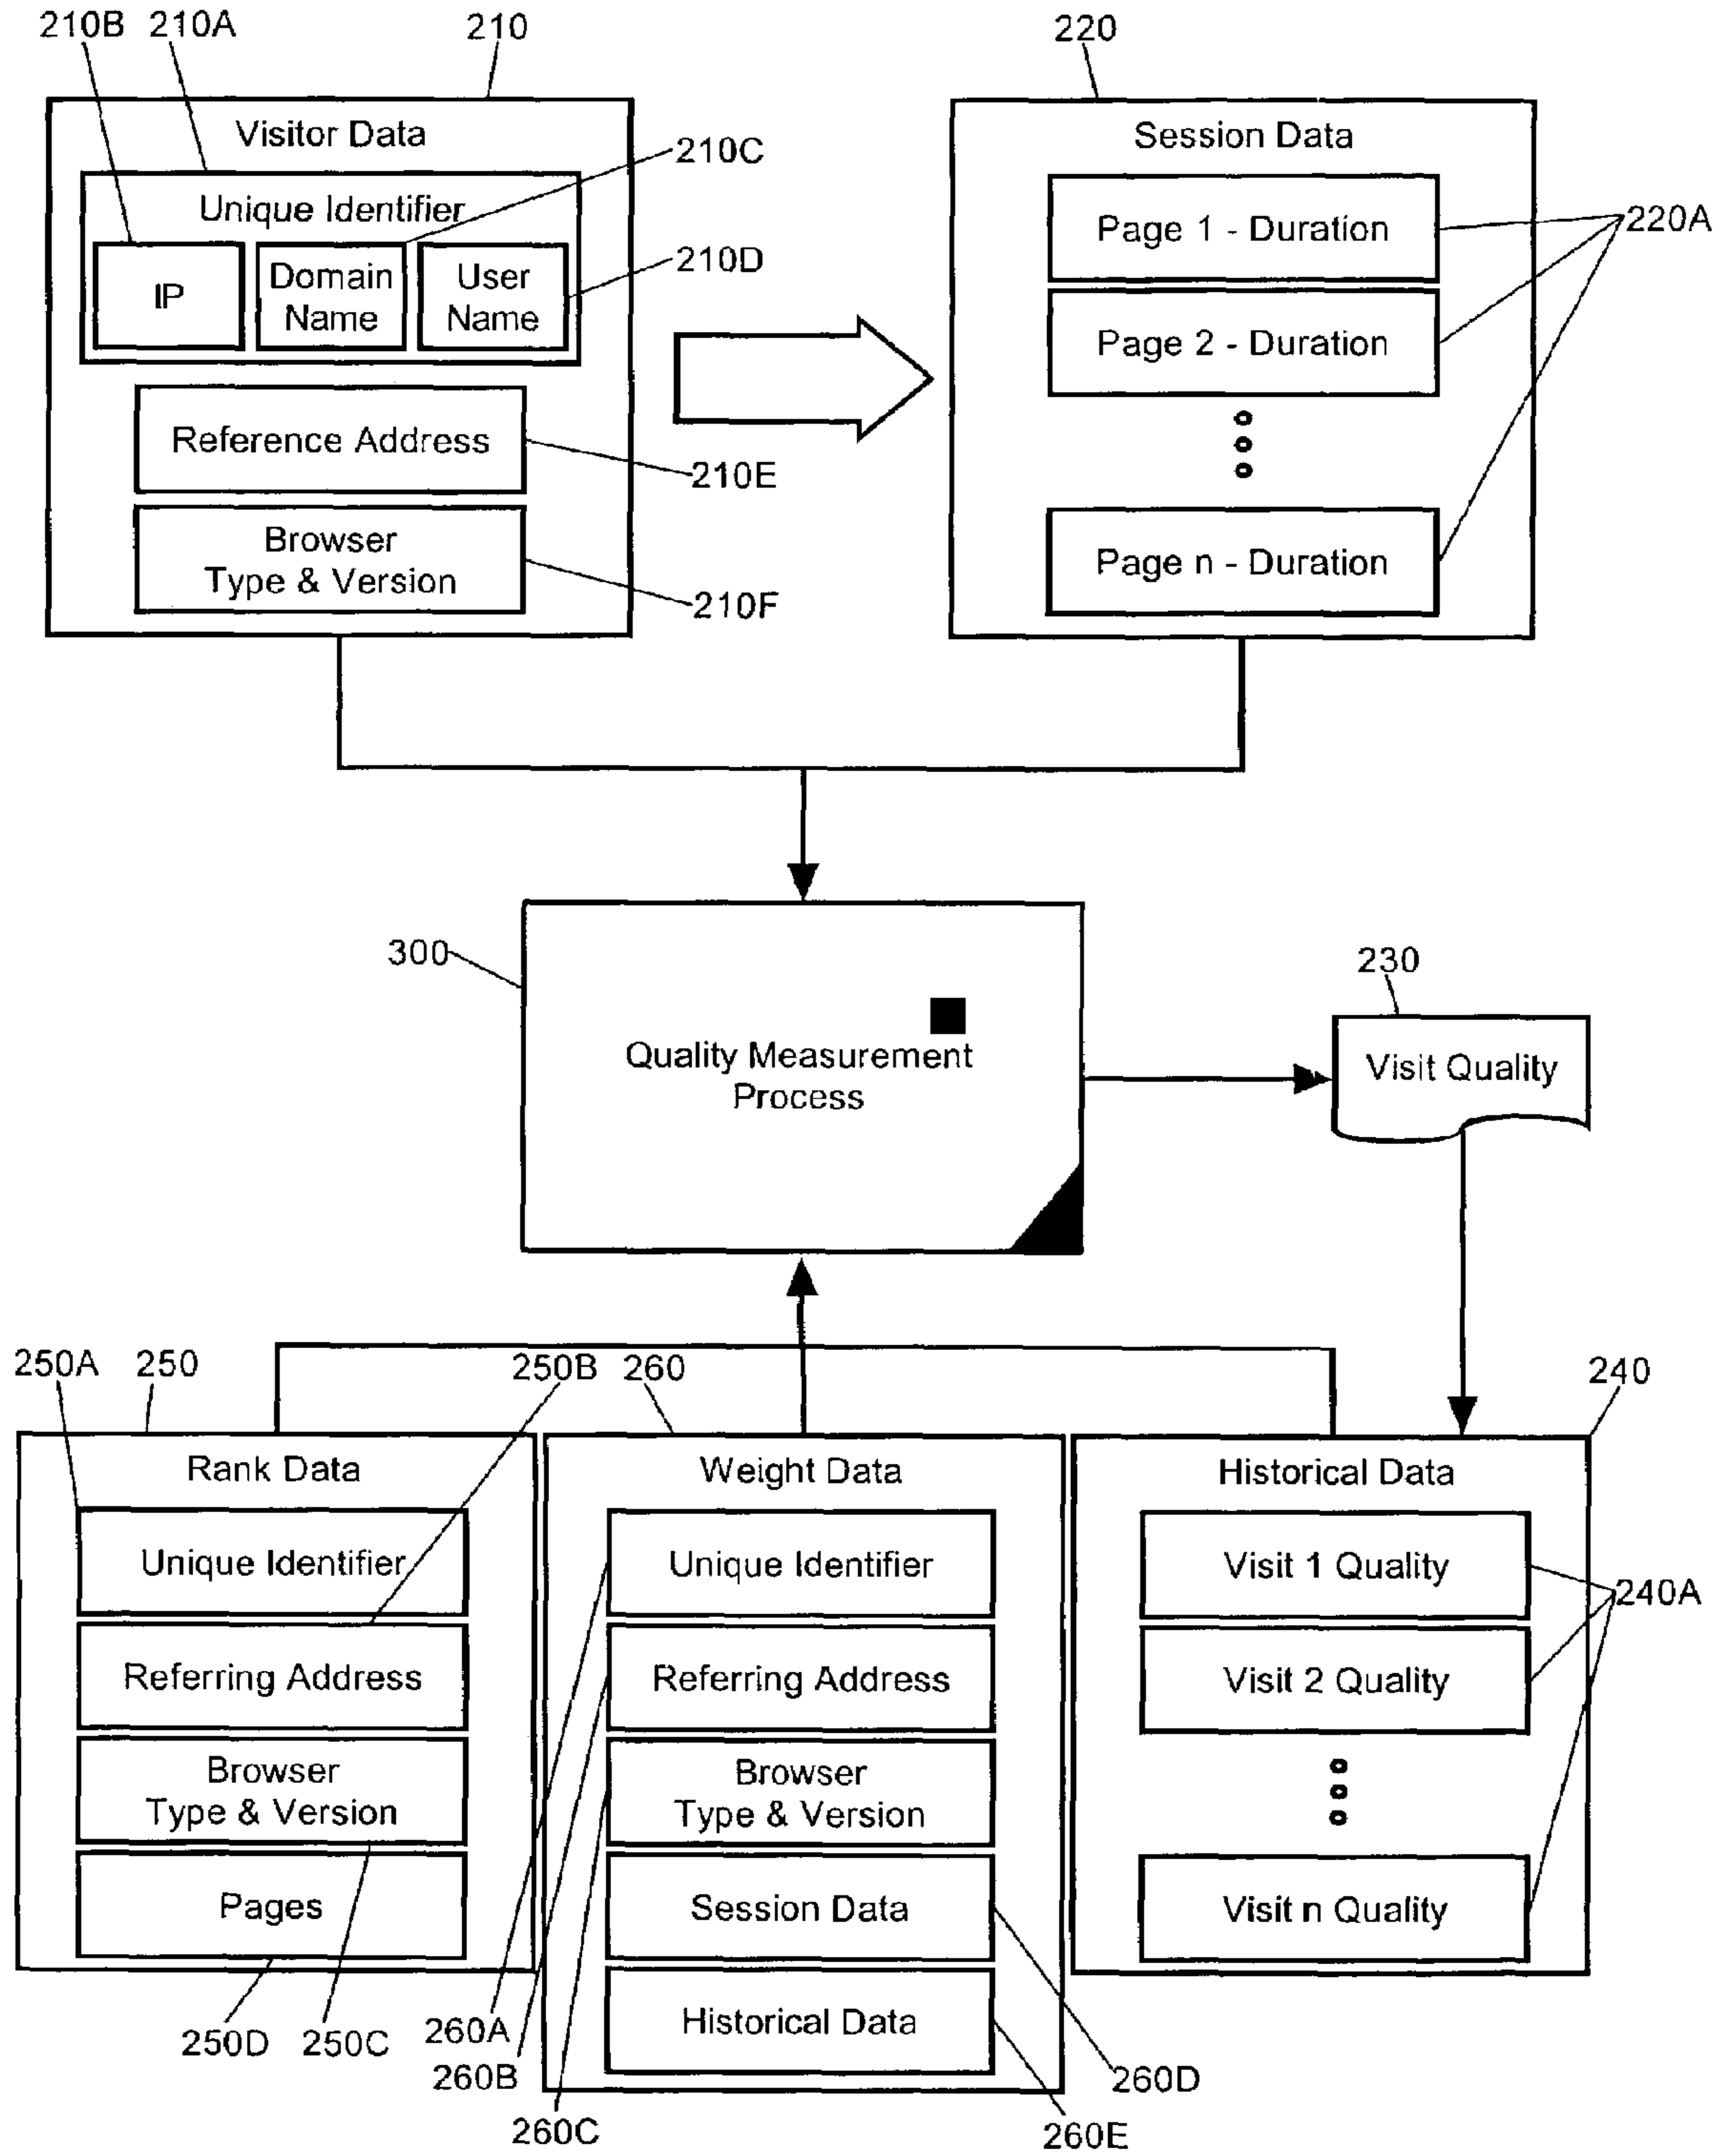 210B 210A 210 220
Visitor Data
210C
Unique Identifier
IP
Domain
Name
User
Name
210D
Reference Address
210E
Browser
Type & Version
210F
Session Data
Page 1 - Duration
220A
Page 2 - Duration
Page n - Duration
300
Quality Measurement
Process
230
Visit Quality
250A 250 250B 260 240
Rank Data
Unique Identifier
Referring Address
Browser
Type & Version
Pages
250D 250C
Weight Data
Unique Identifier
Referring Address
Browser
Type & Version
Session Data
Historical Data
260A
260B
260C
260D
260E
Historical Data
Visit 1 Quality
240A
Visit 2 Quality
Visit n Quality